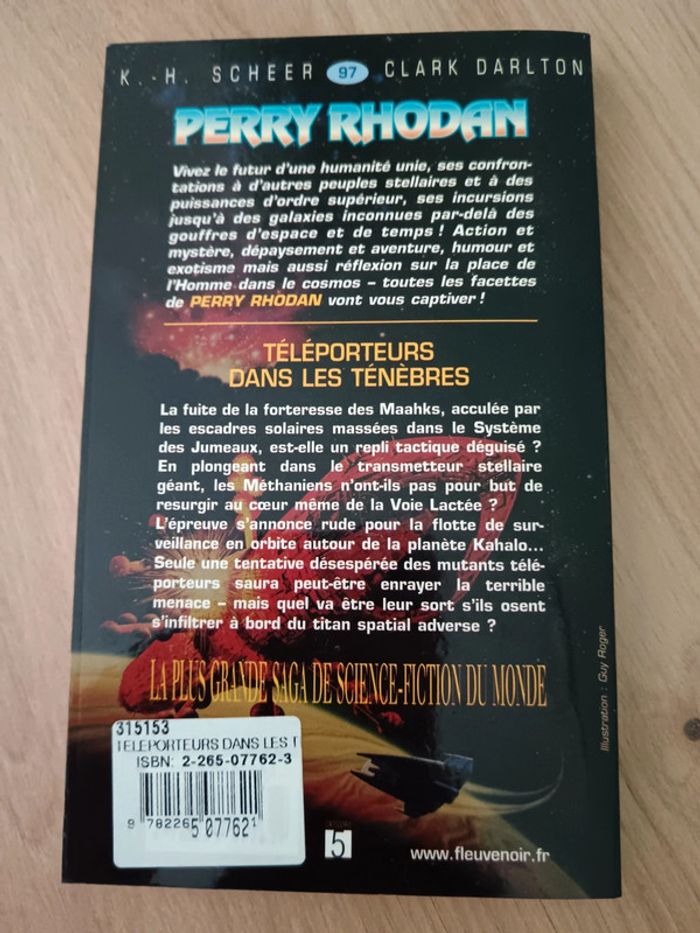 K. H. SCHEER 97 CLARK DARLTON
PERRY RHODAN
Vivez le futur d'une humanité unie, ses confron-
tations à d'autres peuples stellaires et à des
puissances d'ordre supérieur, ses incursions
jusqu'à des galaxies inconnues par-delà des
gouffres d'espace et de temps ! Action et
mystère, dépaysement et aventure, humour et
exotisme mais aussi réflexion sur la place de
l'Homme dans le cosmos – toutes les facettes
de PERRY RHODAN vont vous captiver !
TÉLÉPORTEURS
DANS LES TÉNÈBRES
La fuite de la forteresse des Maahks, acculée par
les escadres solaires massées dans le Système
des Jumeaux, est-elle un repli tactique déguisé ?
En plongeant dans le transmetteur stellaire
géant, les Méthaniens n'ont-ils pas pour but de
resurgir au cœur même de la Voie Lactée ?
L'épreuve s'annonce rude pour la flotte de sur-
veillance en orbite autour de la planète Kahalo...
Seule une tentative désespérée des mutants télé-
porteurs saura peut-être enrayer la terrible
menace – mais quel va être leur sort s'ils osent
s'infiltrer à bord du titan spatial adverse ?
LA PLUS GRANDE SAGA DE SCIENCE-FICTION DU MONDE
Illustration : Guy Roger
315153
TELEPORTEURS DANS LES T
ISBN: 2-265-07762-3
9 782265 077621
5
www.fleuvenoir.fr